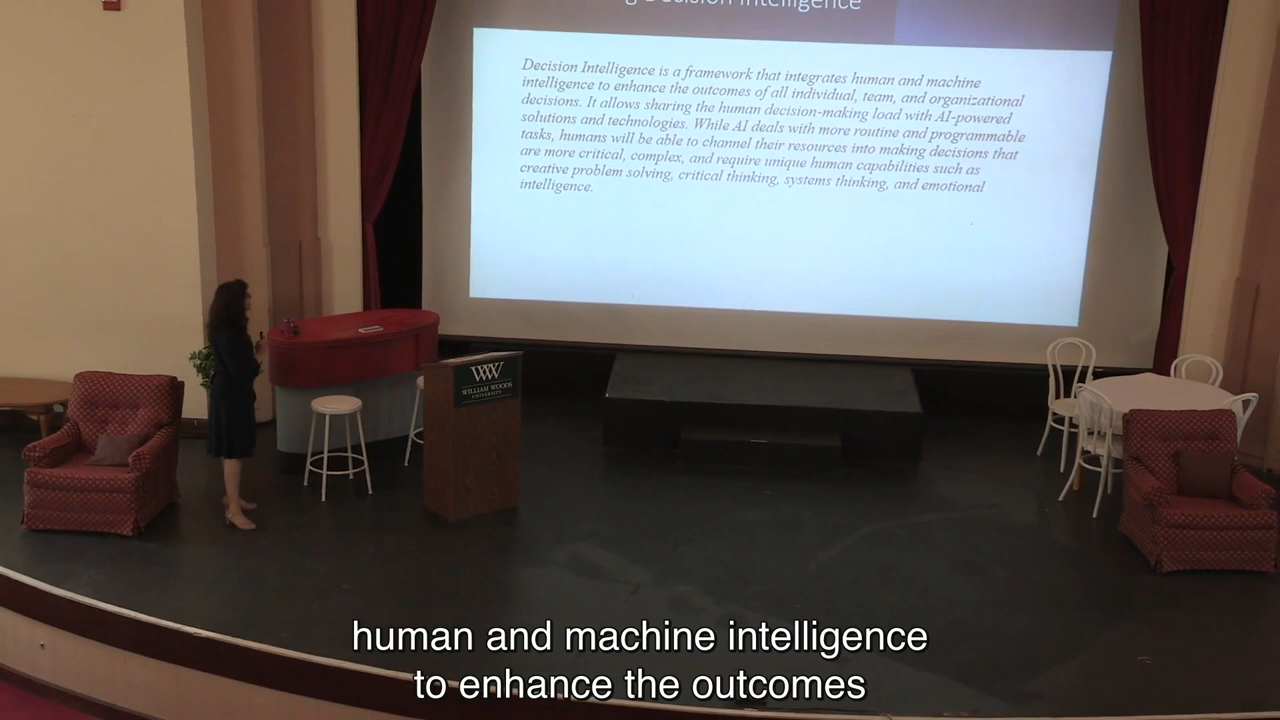 Decision Intelligence
Decision Intelligence is a framework that integrates human and machine
intelligence to enhance the outcomes of all individual, team, and organizational
decisions. It allows sharing the human decision-making load with AI-powered
solutions and technologies. While AI deals with more routine and programmable
tasks, humans will be able to channel their resources into making decisions that
are more critical, complex, and require unique human capabilities such as
creative problem solving, critical thinking, systems thinking, and emotional
intelligence.
WILLIAM WOODS
UNIVERSITY
human and machine intelligence
to enhance the outcomes